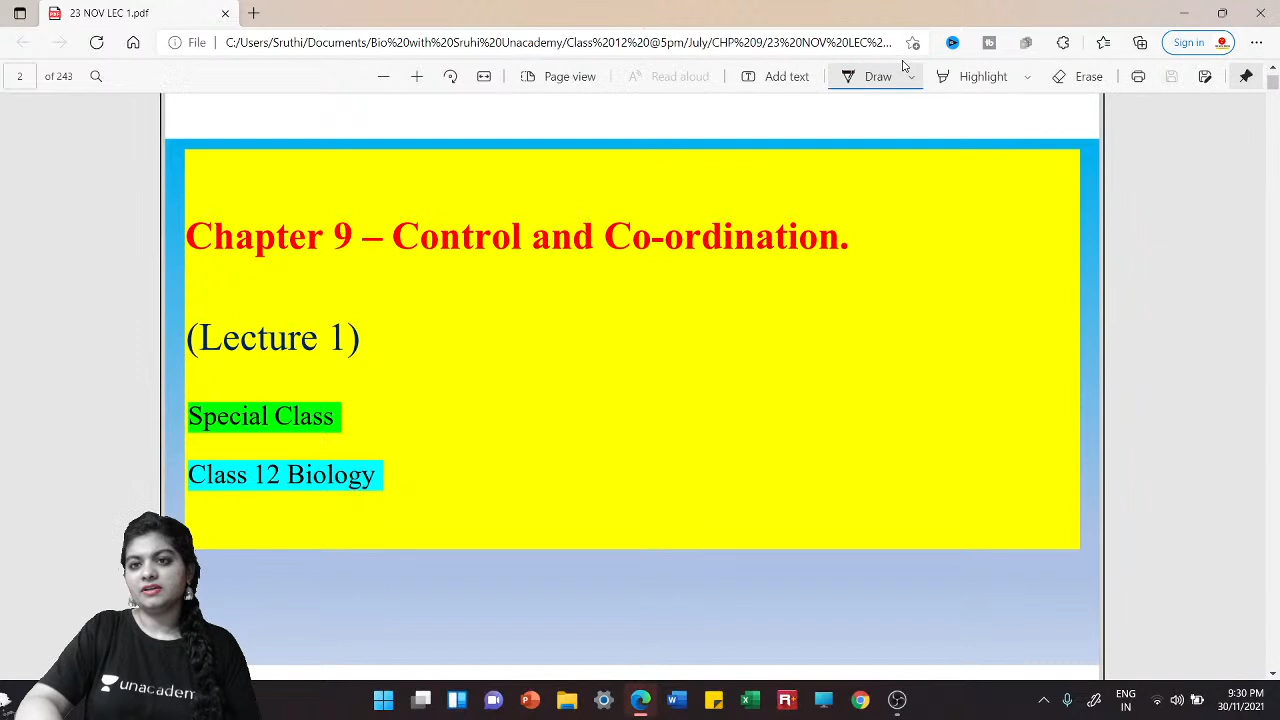 23 NOV LEC 1.pdf
File
C:/Users/Sruthi/Documents/Bio%20with%20Sruhi%20Unacademy/Class%2012%20@5pm/July/CHP%209/23%20NOV%20LEC%2...
Sign in
2 of 243
Page view
Read aloud
Add text
Draw
Highlight
Erase
Chapter 9 – Control and Co-ordination.
(Lecture 1)
Special Class
Class 12 Biology
unacadem
ENG
IN
9:30 PM
30/11/2021